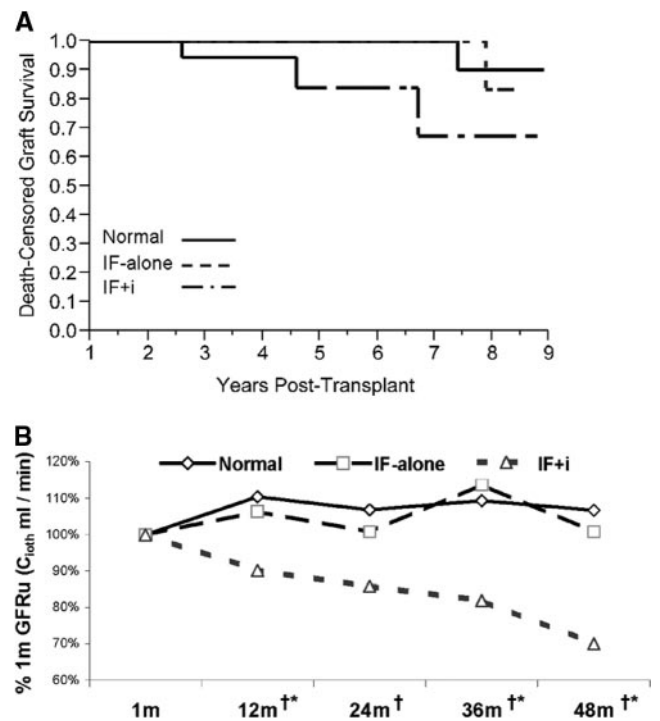 A
Death-Censored Graft Survival
1.0
0.9
0.8
0.7
0.6
0.5
0.4
0.3
0.2
0.1
0.0
Normal
IF-alone
IF+i
1 2 3 4 5 6 7 8 9
Years Post-Transplant
B
% 1m GFRu (Cioth ml / min)
120%
110%
100%
90%
80%
70%
60%
Normal IF-alone IF+i
1m 12m†* 24m† 36m†* 48m†*